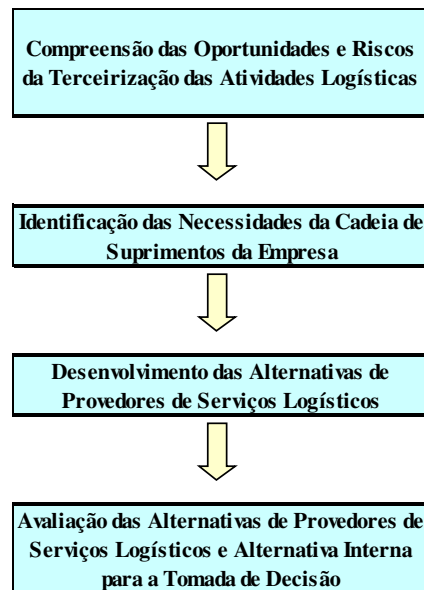 Compreensão das Oportunidades e Riscos
da Terceirização das Atividades Logísticas
Identificação das Necessidades da Cadeia de
Suprimentos da Empresa
Desenvolvimento das Alternativas de
Provedores de Serviços Logísticos
Avaliação das Alternativas de Provedores de
Serviços Logísticos e Alternativa Interna
para a Tomada de Decisão